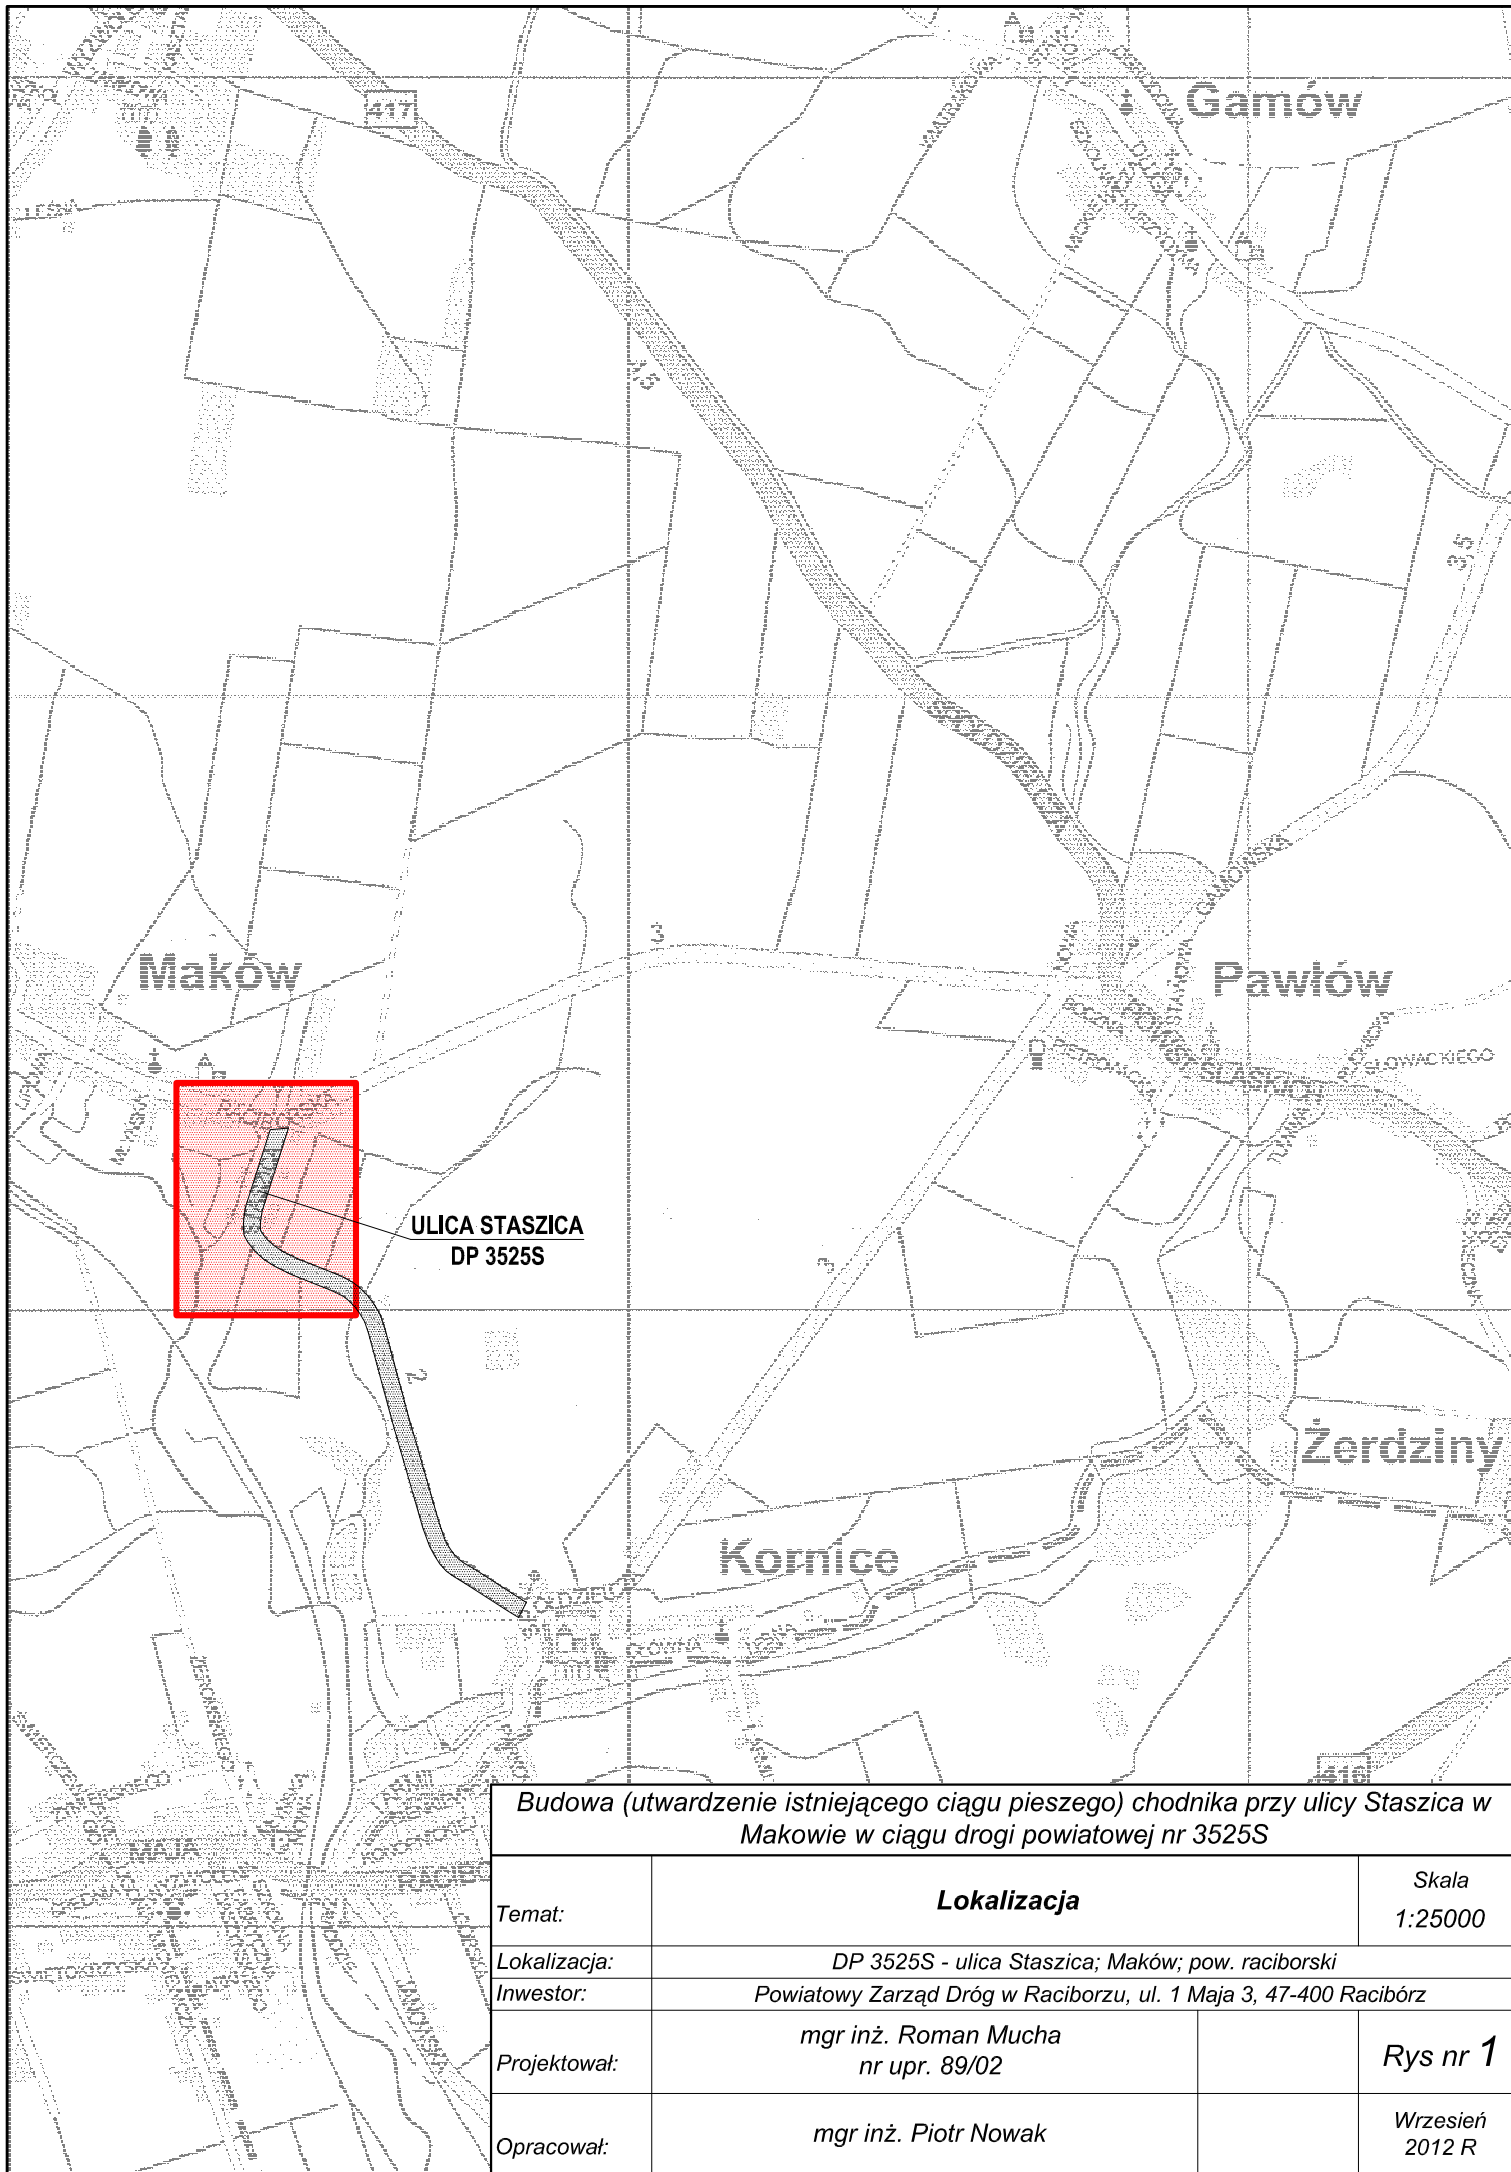 Gamów
417
Maków
3
Pawłów
ULICA STASZICA
DP 3525S
Żerdziny
Kornice
Budowa (utwardzenie istniejącego ciągu pieszego) chodnika przy ulicy Staszica w
Makowie w ciągu drogi powiatowej nr 3525S
Temat:
Lokalizacja
Skala
1:25000
Lokalizacja:
DP 3525S - ulica Staszica; Maków; pow. raciborski
Inwestor:
Powiatowy Zarząd Dróg w Raciborzu, ul. 1 Maja 3, 47-400 Racibórz
Projektował:
mgr inż. Roman Mucha
nr upr. 89/02
Rys nr 1
Opracował:
mgr inż. Piotr Nowak
Wrzesień
2012 R